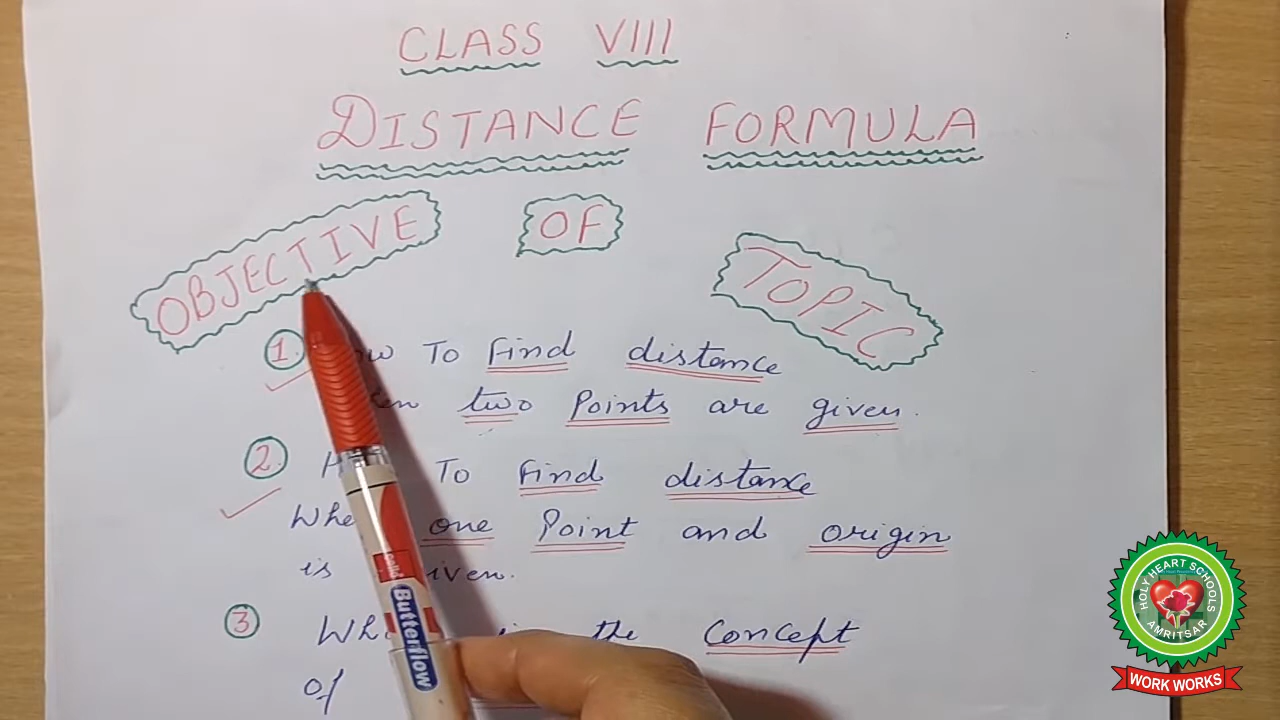 CLASS VIII
DISTANCE FORMULA
OBJECTIVE OF TOPIC
1. To Find distance
two Points are given.
2. To Find distance
one Point and origin
is
3 the concept
of
Cello
Butterflow
HOLY HEART SCHOOLS
AMRITSAR
WORK WORKS